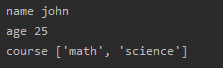 name john
age 25
course ['math', 'science']